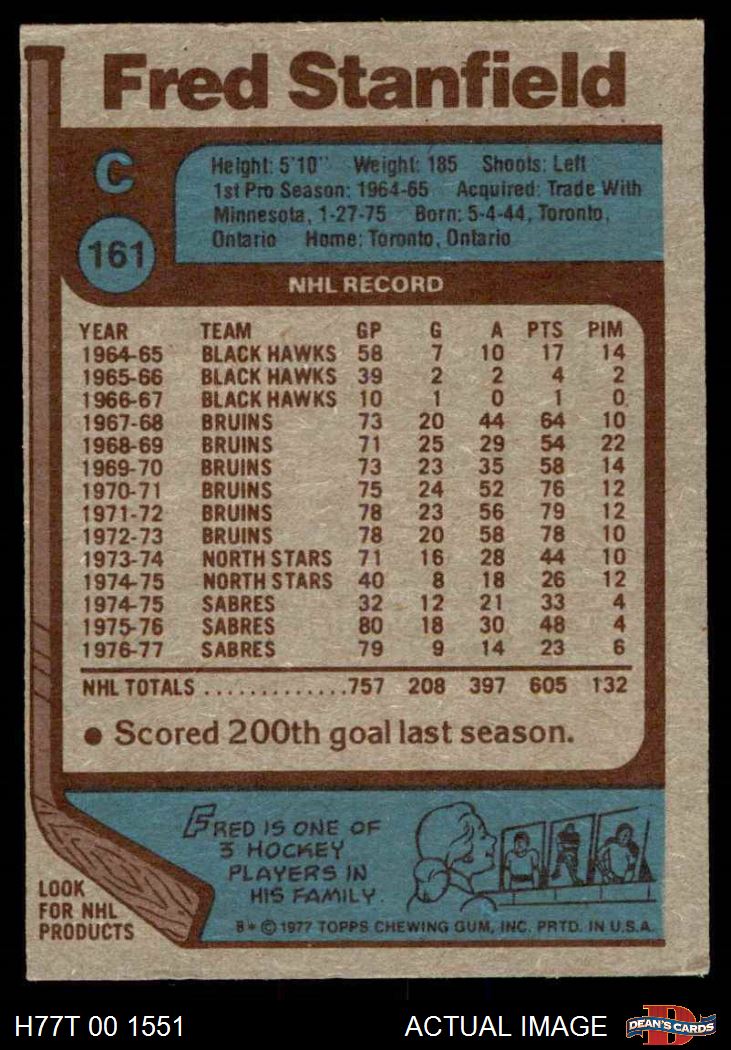 Fred Stanfield
C
161
Height: 5'10" Weight: 185 Shoots: Left
1st Pro Season: 1964-65 Acquired: Trade With
Minnesota, 1-27-75 Born: 5-4-44, Toronto,
Ontario Home: Toronto, Ontario
NHL RECORD
YEAR TEAM GP G A PTS PIM
1964-65 BLACK HAWKS 58 7 10 17 14
1965-66 BLACK HAWKS 39 2 2 4 2
1966-67 BLACK HAWKS 10 1 0 1 0
1967-68 BRUINS 73 20 44 64 10
1968-69 BRUINS 71 25 29 54 22
1969-70 BRUINS 73 23 35 58 14
1970-71 BRUINS 75 24 52 76 12
1971-72 BRUINS 78 23 56 79 12
1972-73 BRUINS 78 20 58 78 10
1973-74 NORTH STARS 71 16 28 44 10
1974-75 NORTH STARS 40 8 18 26 12
1974-75 SABRES 32 12 21 33 4
1975-76 SABRES 80 18 30 48 4
1976-77 SABRES 79 9 14 23 6
NHL TOTALS .............757 208 397 605 132
● Scored 200th goal last season.
FRED IS ONE OF
3 HOCKEY
PLAYERS IN
HIS FAMILY.
LOOK
FOR NHL
PRODUCTS
B* © 1977 TOPPS CHEWING GUM, INC. PRTD. IN U.S.A.
H77T 00 1551 ACTUAL IMAGE
D
DEAN'S CARDS